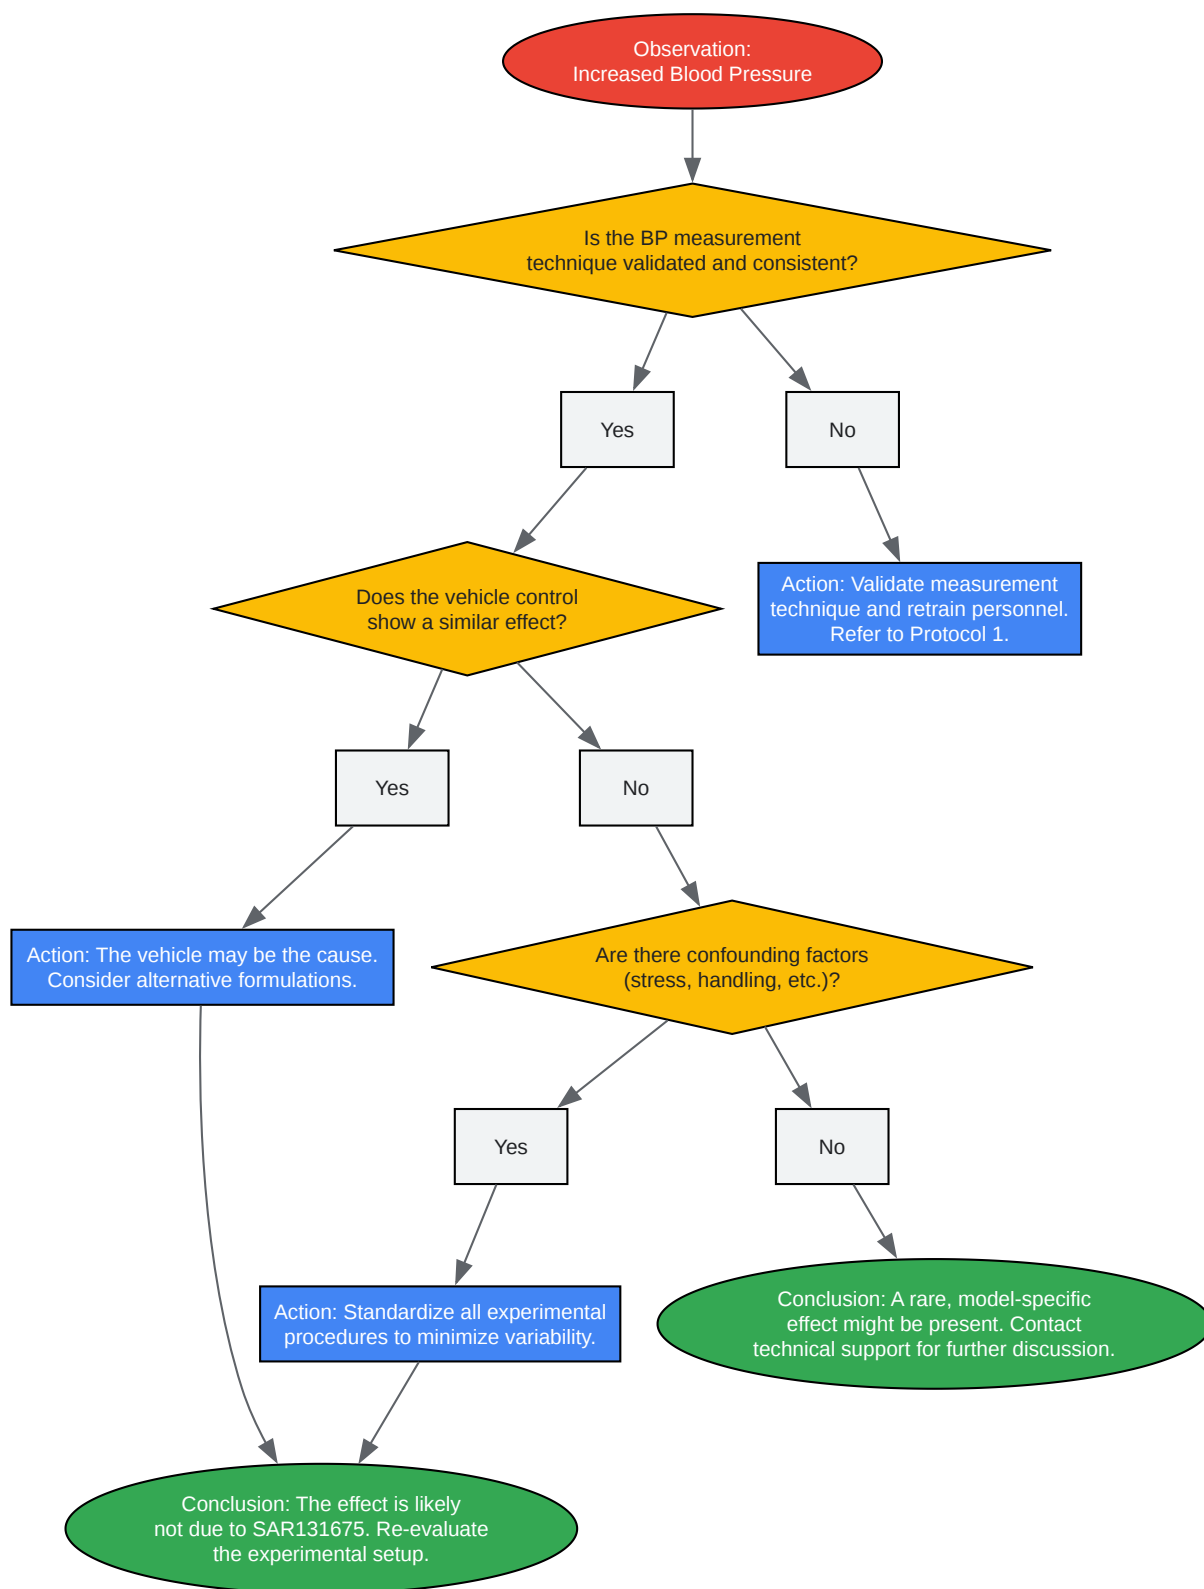 Observation:
Increased Blood Pressure
Is the BP measurement
technique validated and consistent?
Yes
No
Does the vehicle control
show a similar effect?
Action: Validate measurement
technique and retrain personnel.
Refer to Protocol 1.
Yes
No
Action: The vehicle may be the cause.
Consider alternative formulations.
Are there confounding factors
(stress, handling, etc.)?
Yes
No
Action: Standardize all experimental
procedures to minimize variability.
Conclusion: A rare, model-specific
effect might be present. Contact
technical support for further discussion.
Conclusion: The effect is likely
not due to SAR131675. Re-evaluate
the experimental setup.